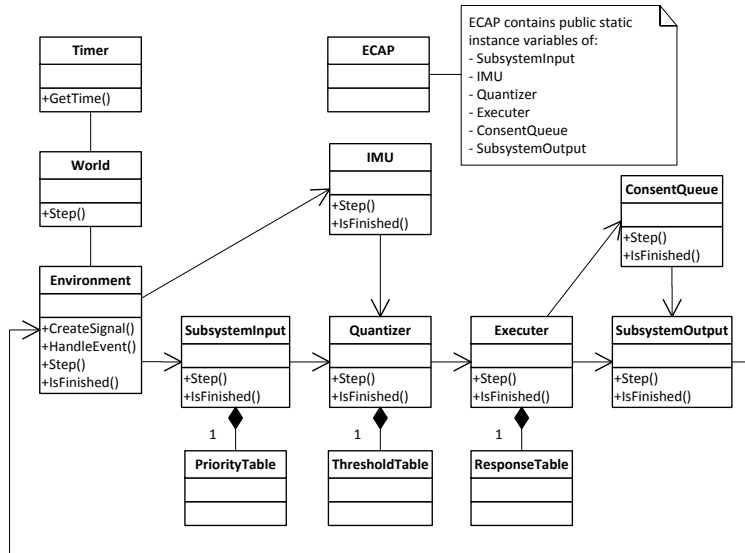 Timer
+GetTime()
ECAP
ECAP contains public static
instance variables of:
- SubsystemInput
- IMU
- Quantizer
- Executer
- ConsentQueue
- SubsystemOutput
World
+Step()
IMU
+Step()
+IsFinished()
ConsentQueue
+Step()
+IsFinished()
Environment
+CreateSignal()
+HandleEvent()
+Step()
+IsFinished()
SubsystemInput
+Step()
+IsFinished()
Quantizer
+Step()
+IsFinished()
Executer
+Step()
+IsFinished()
SubsystemOutput
+Step()
+IsFinished()
1
1
1
PriorityTable
ThresholdTable
ResponseTable